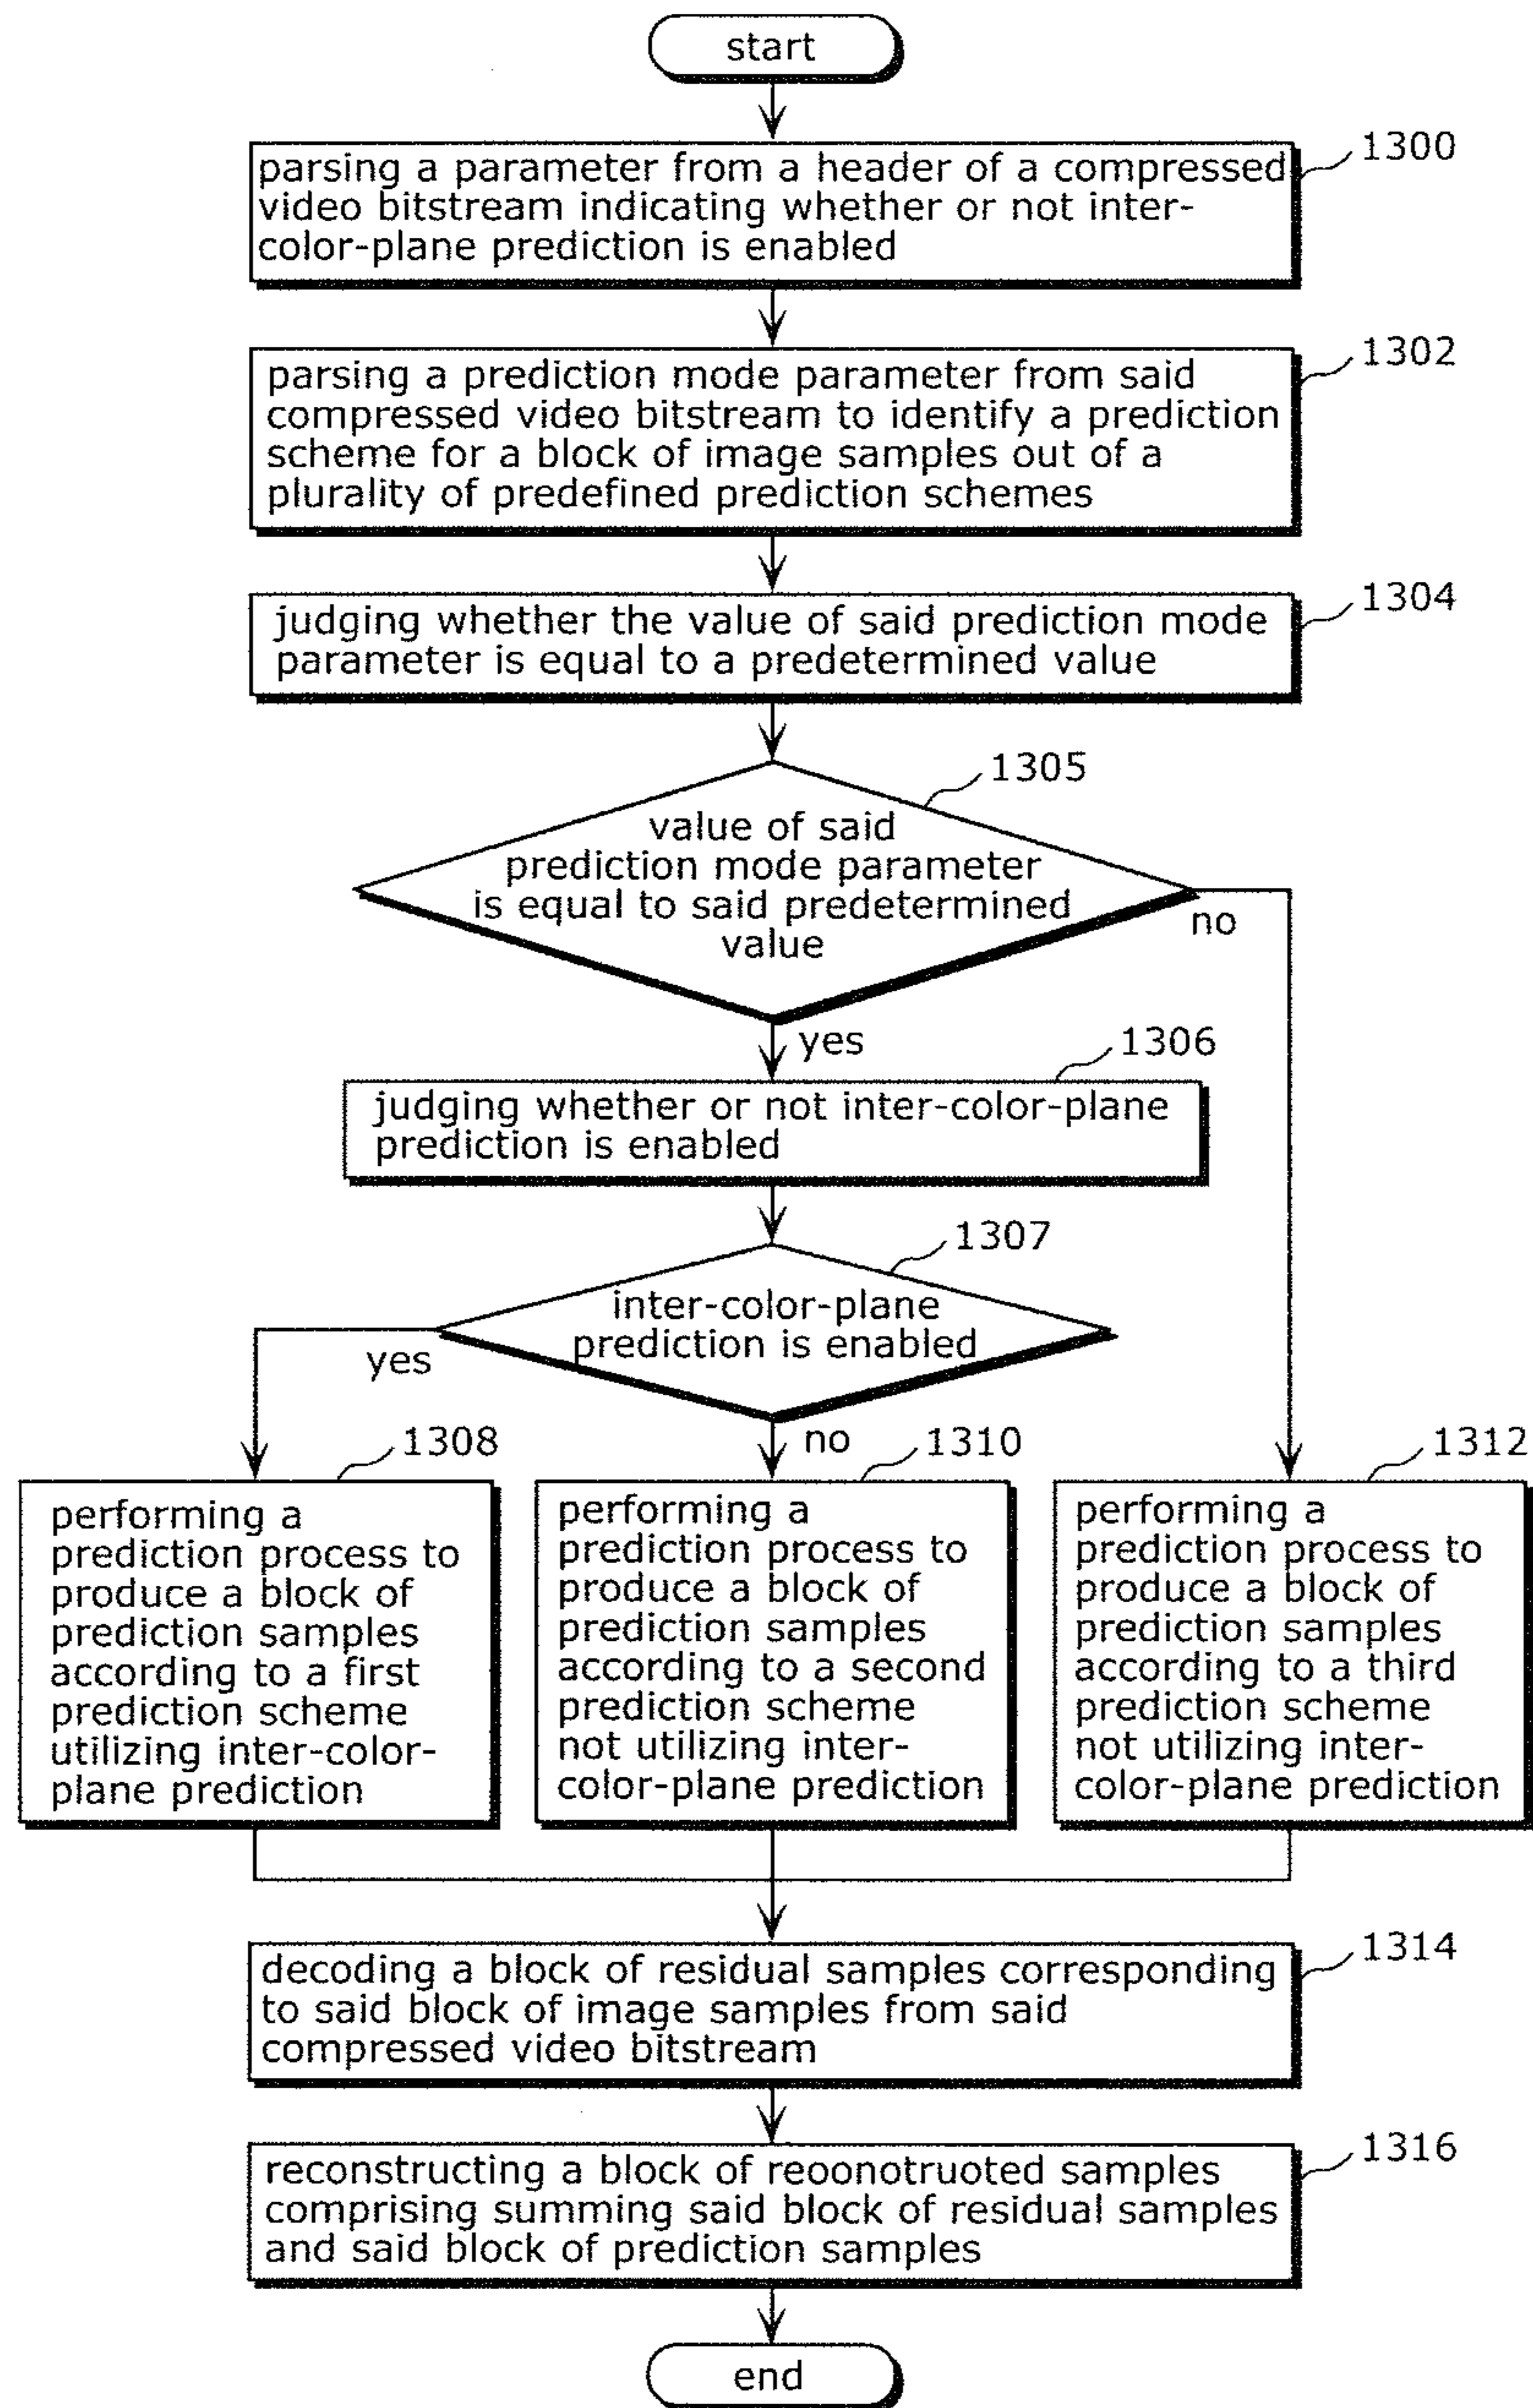 start
1300
parsing a parameter from a header of a compressed
video bitstream indicating whether or not inter-
color-plane prediction is enabled
1302
parsing a prediction mode parameter from said
compressed video bitstream to identify a prediction
scheme for a block of image samples out of a
plurality of predefined prediction schemes
1304
judging whether the value of said prediction mode
parameter is equal to a predetermined value
1305
value of said
prediction mode parameter
is equal to said predetermined
value
no
yes
1306
judging whether or not inter-color-plane
prediction is enabled
1307
inter-color-plane
prediction is enabled
yes
no
1308
performing a
prediction process to
produce a block of
prediction samples
according to a first
prediction scheme
utilizing inter-color-
plane prediction
1310
performing a
prediction process to
produce a block of
prediction samples
according to a second
prediction scheme
not utilizing inter-
color-plane prediction
1312
performing a
prediction process to
produce a block of
prediction samples
according to a third
prediction scheme
not utilizing inter-
color-plane prediction
1314
decoding a block of residual samples corresponding
to said block of image samples from said
compressed video bitstream
1316
reconstructing a block of reoonotruoted samples
comprising summing said block of residual samples
and said block of prediction samples
end